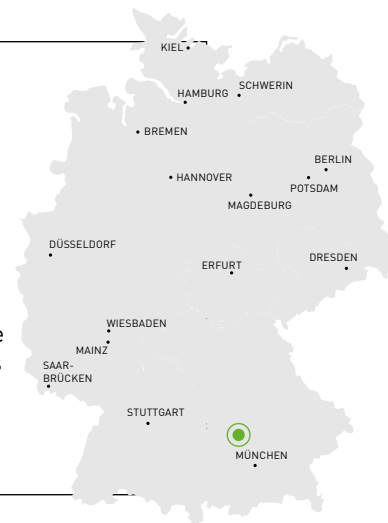 KIEL
SCHWERIN
HAMBURG
BREMEN
BERLIN
HANNOVER
POTSDAM
MAGDEBURG
DÜSSELDORF
ERFURT
DRESDEN
WIESBADEN
MAINZ
SAAR-
BRÜCKEN
STUTTGART
MÜNCHEN